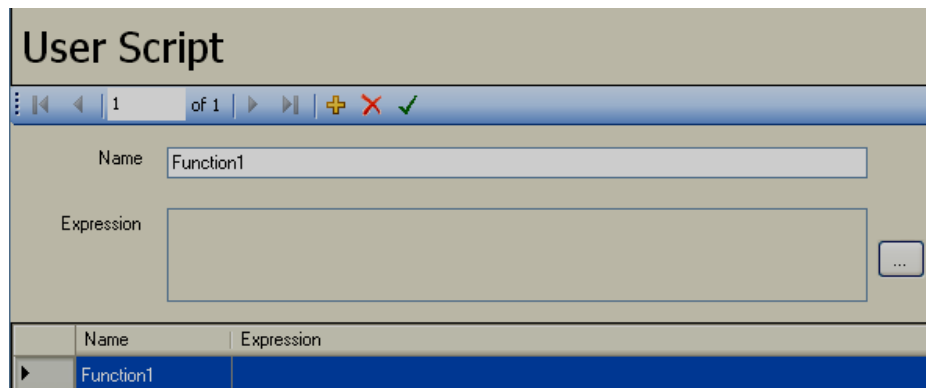 User Script
1 of 1
Name Function1
Expression
...
Name Expression
Function1